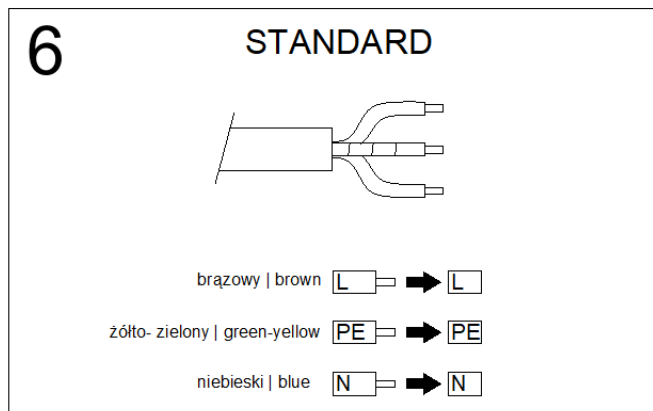 6
STANDARD
brązowy | brown L L
żółto- zielony | green-yellow PE PE
niebieski | blue N N